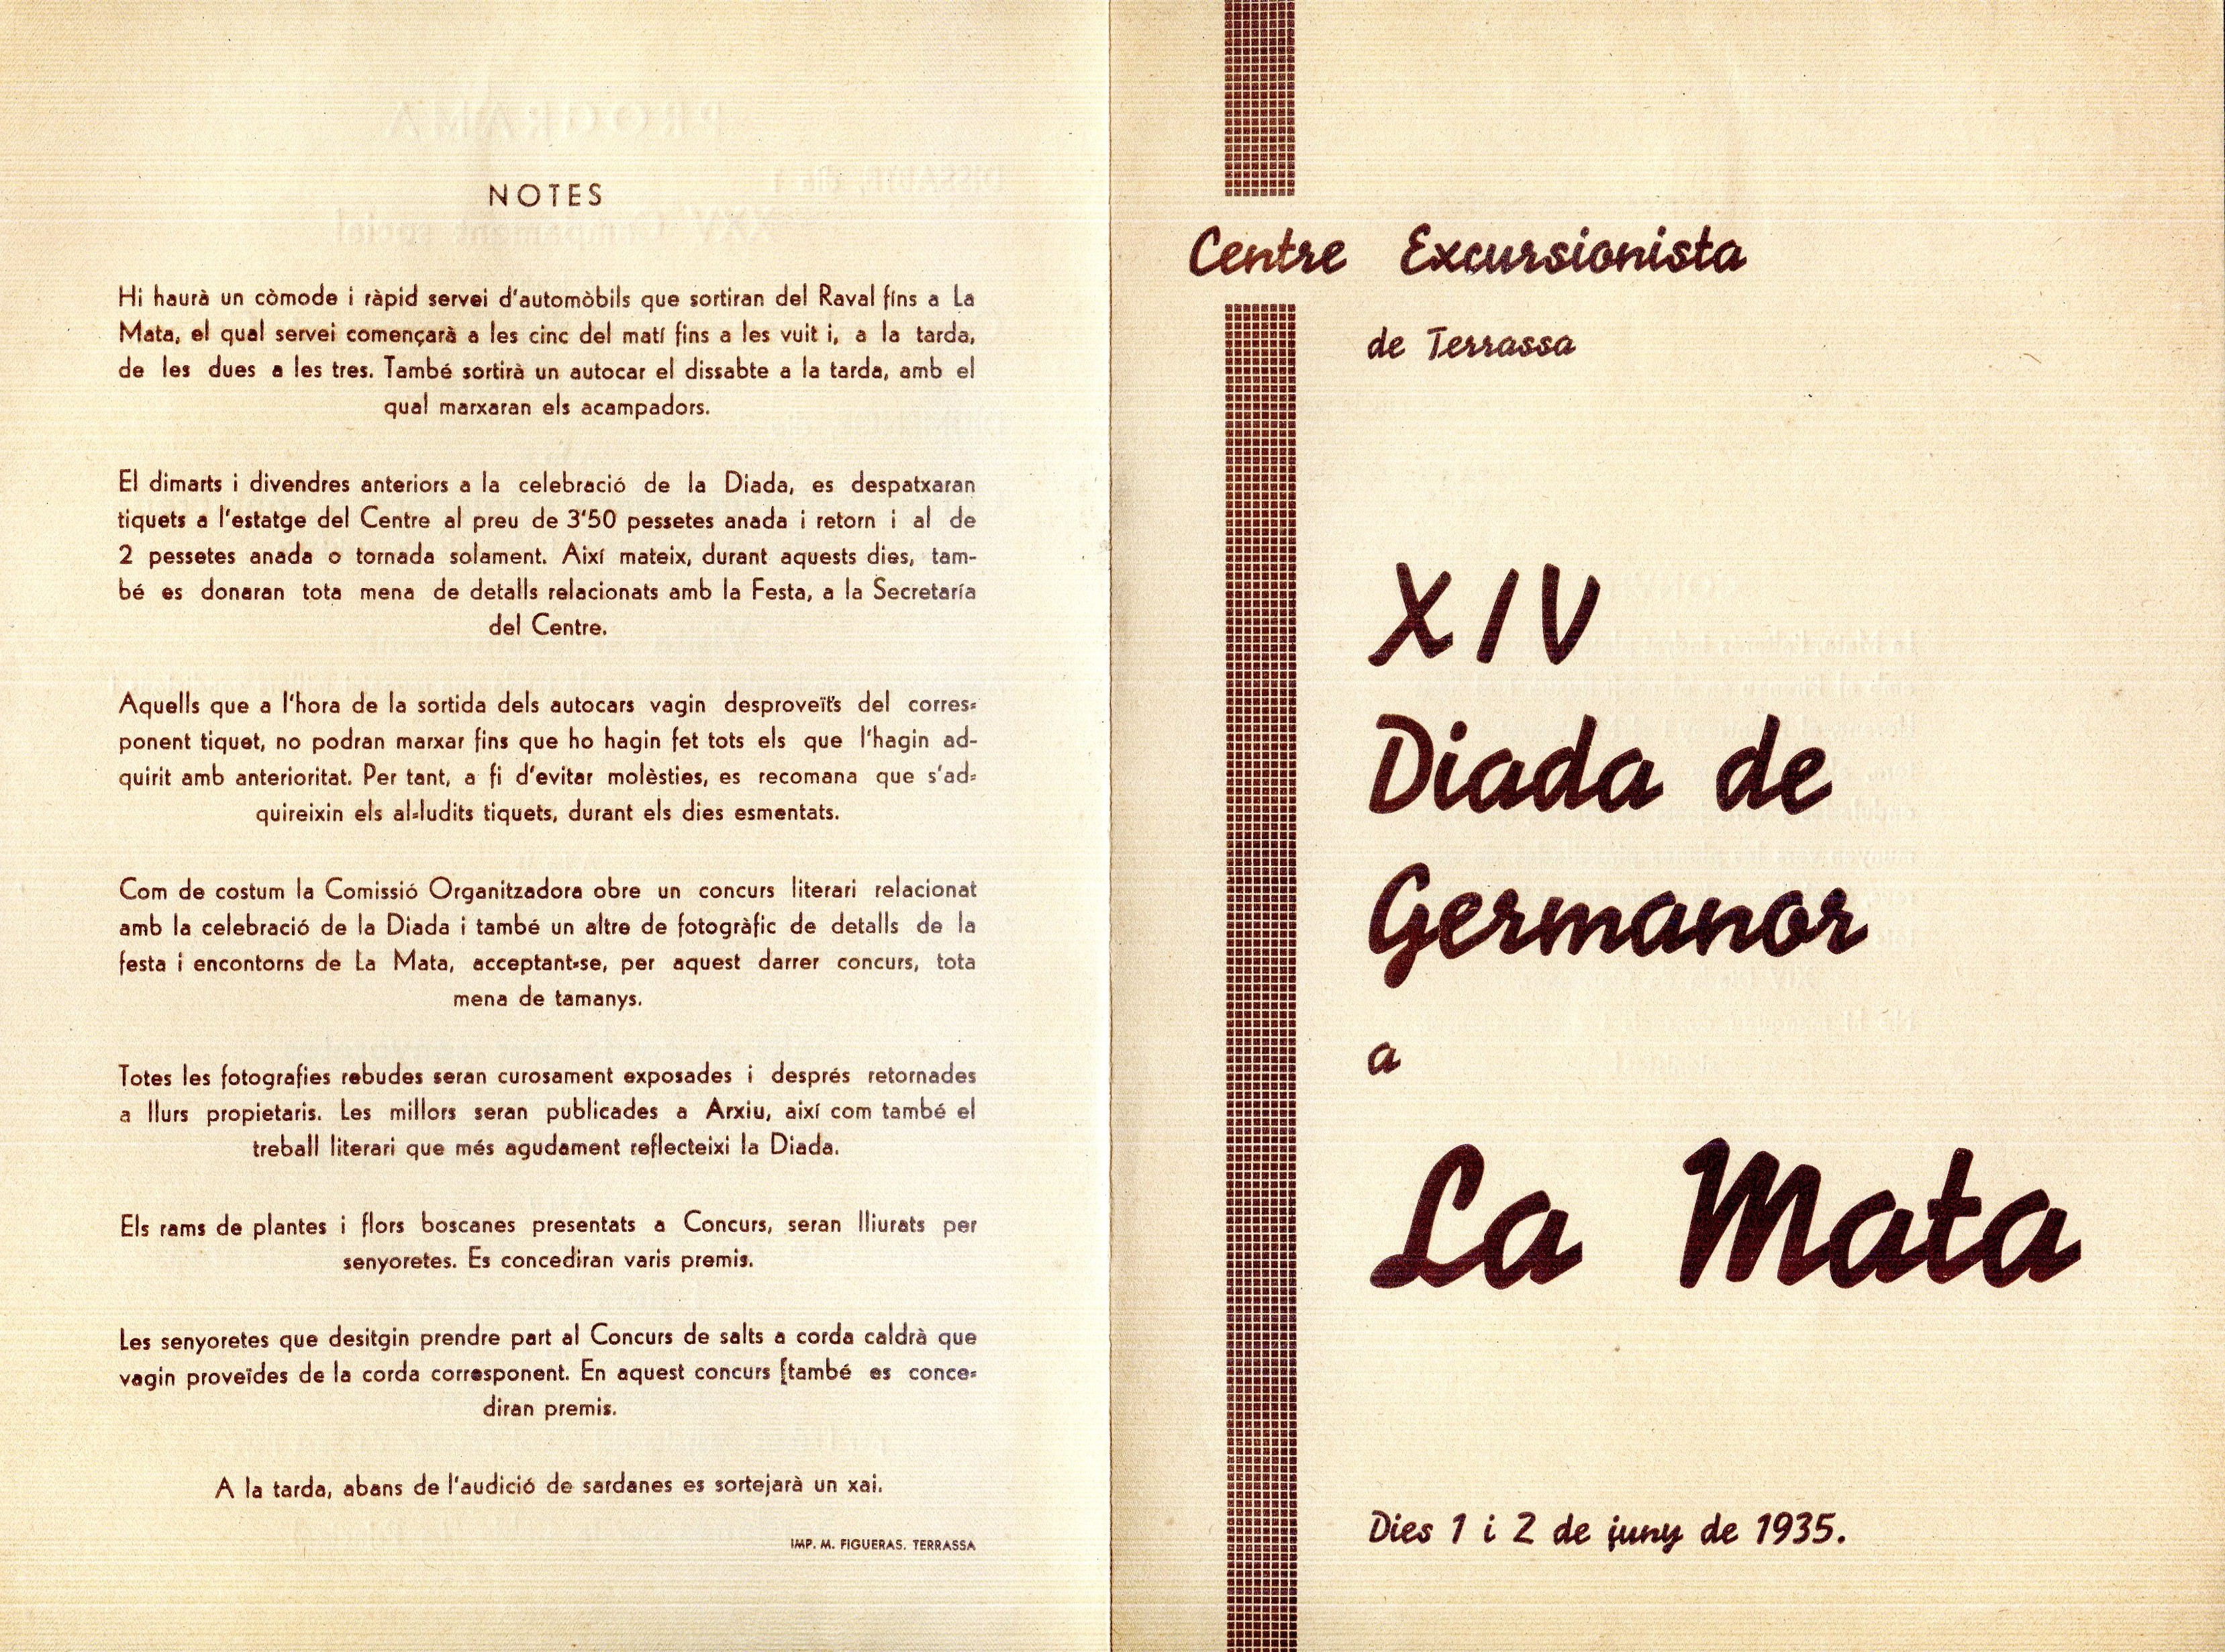 NOTES
Hi haurà un còmode i ràpid servei d'automòbils que sortiran del Raval fins a La
Mata, el qual servei començarà a les cinc del matí fins a les vuit i, a la tarda,
de les dues a les tres. També sortirà un autocar el dissabte a la tarda, amb el
qual marxaran els acampadors.
El dimarts i divendres anteriors a la celebració de la Diada, es despatxaran
tiquets a l'estatge del Centre al preu de 3'50 pessetes anada i retorn i al de
2 pessetes anada o tornada solament. Així mateix, durant aquests dies, tam-
bé es donaran tota mena de detalls relacionats amb la Festa, a la Secretaría
del Centre.
Aquells que a l'hora de la sortida dels autocars vagin desproveïts del corres-
ponent tiquet, no podran marxar fins que ho hagin fet tots els que l'hagin ad-
quirit amb anterioritat. Per tant, a fi d'evitar molèsties, es recomana que s'ad-
quireixin els al-ludits tiquets, durant els dies esmentats.
Com de costum la Comissió Organitzadora obre un concurs literari relacionat
amb la celebració de la Diada i també un altre de fotogràfic de detalls de la
festa i encontorns de La Mata, acceptant-se, per aquest darrer concurs, tota
mena de tamanys.
Totes les fotografies rebudes seran curosament exposades i després retornades
a llurs propietaris. Les millors seran publicades a Arxiu, així com també el
treball literari que més agudament reflecteixi la Diada.
Els rams de plantes i flors boscanes presentats a Concurs, seran lliurats per
senyoretes. Es concediran varis premis.
Les senyoretes que desitgin prendre part al Concurs de salts a corda caldrà que
vagin proveïdes de la corda corresponent. En aquest concurs [també es conce-
diran premis.
A la tarda, abans de l'audició de sardanes es sortejarà un xai.
IMP. M. FIGUERAS. TERRASSA
Centre Excursionista
de Terrassa
XIV
Diada de
Germanor
a
La Mata
Dies 1 i 2 de juny de 1935.